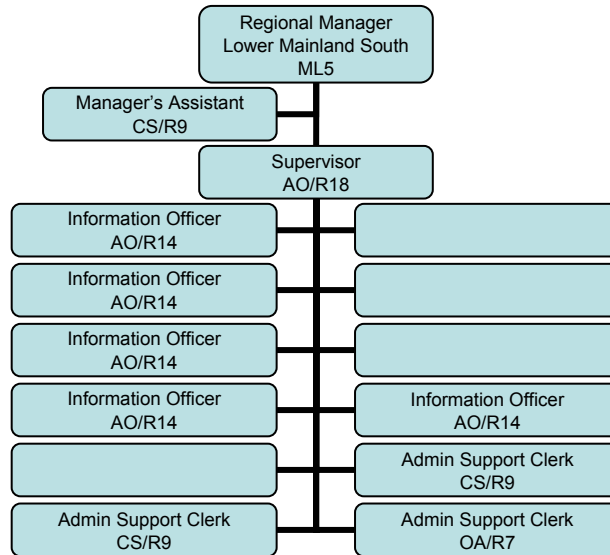 Regional Manager
Lower Mainland South
ML5
Manager's Assistant
CS/R9
Supervisor
AO/R18
Information Officer
AO/R14
Information Officer
AO/R14
Information Officer
AO/R14
Information Officer
AO/R14
Information Officer
AO/R14
Admin Support Clerk
CS/R9
Admin Support Clerk
CS/R9
Admin Support Clerk
OA/R7